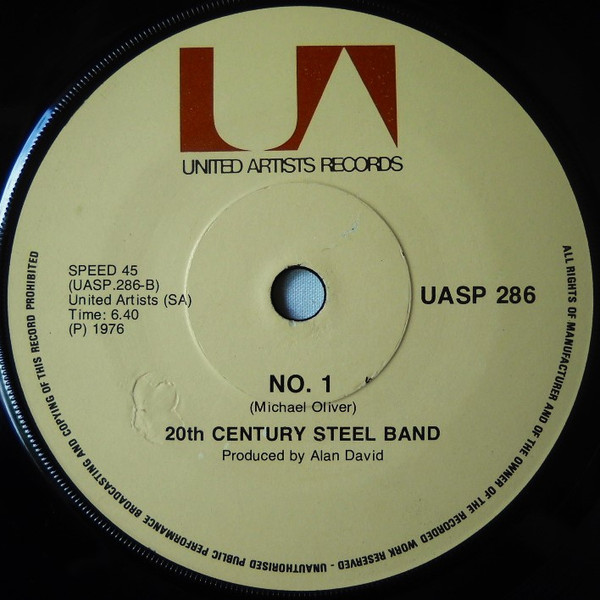 UA
UNITED ARTISTS RECORDS
SPEED 45
(UASP.286-B)
United Artists (SA)
Time: 6.40
(P) 1976
UASP 286
NO. 1
(Michael Oliver)
20th CENTURY STEEL BAND
Produced by Alan David
ALL RIGHTS OF MANUFACTURER AND OF THE OWNER OF THE RECORDED WORK RESERVED - UNAUTHORISED PUBLIC PERFORMANCE BROADCASTING AND COPYING OF THIS RECORD PROHIBITED